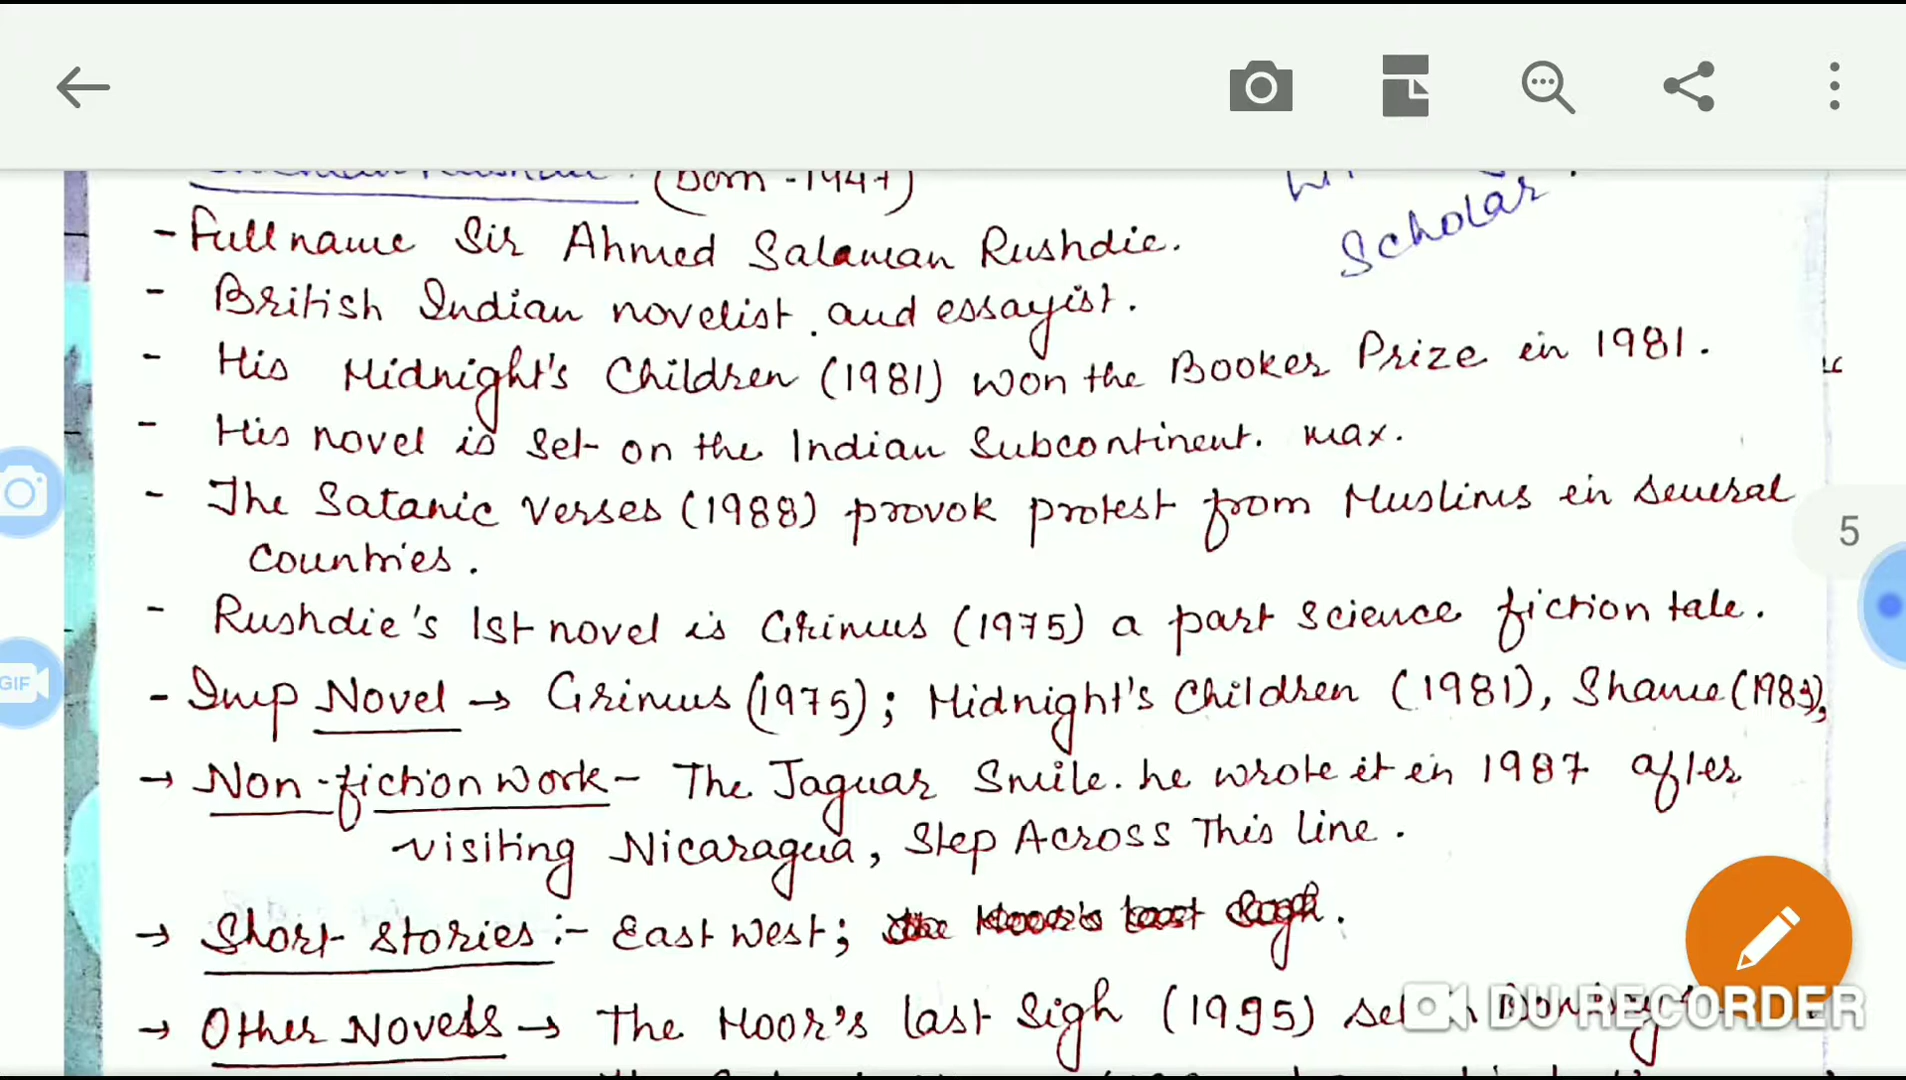 (born - 1947)
Scholar
- Full name Sir Ahmed Salaman Rushdie.
- British Indian novelist and essayist.
- His Midnight's Children (1981) won the Booker Prize in 1981.
- His novel is set on the Indian Subcontinent. max.
- The Satanic Verses (1988) provok protest from Muslims in several
countries.
5
- Rushdie's 1st novel is Grimus (1975) a part science fiction tale.
- Imp Novel → Grimus (1975); Midnight's Children (1981), Shame (1983),
GIF
→ Non-fiction work - The Jaguar Smile. he wrote it in 1987 after
visiting Nicaragua, Step Across This line.
→ Short stories :- East West;
→ Other Novels → The Moor's last Sigh (1995) set
DU RECORDER